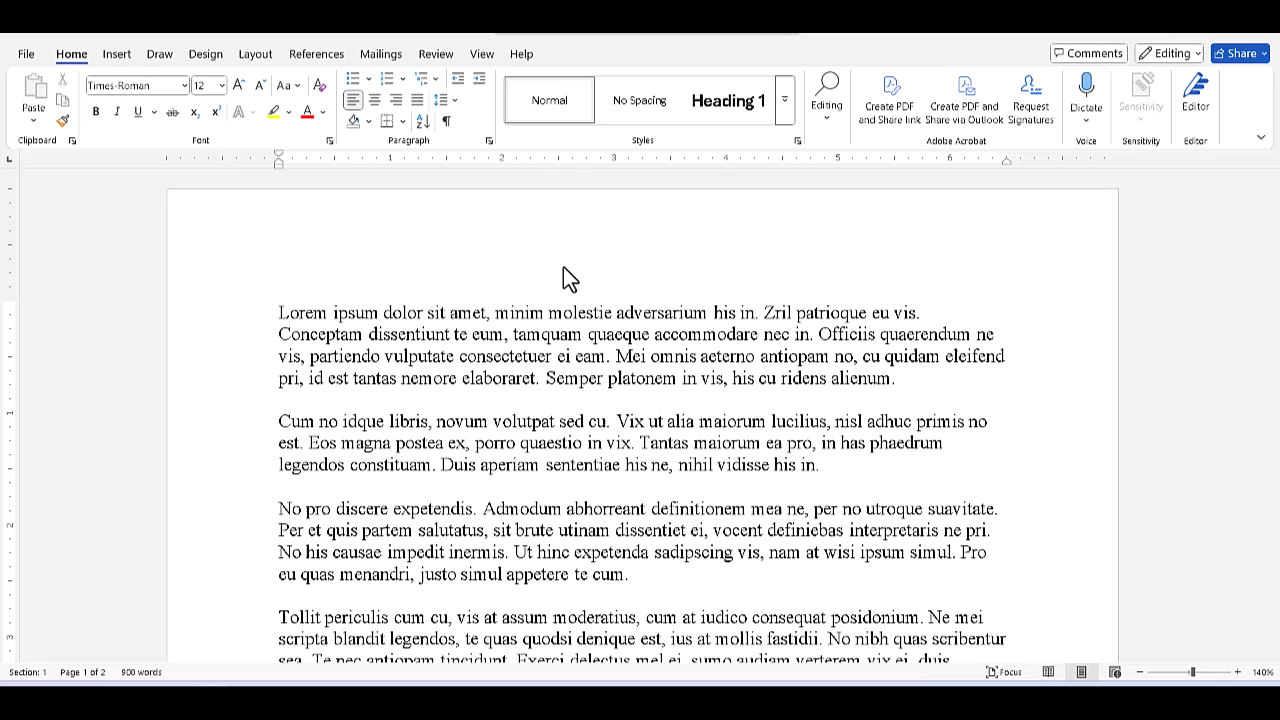 File Home Insert Draw Design Layout References Mailings Review View Help Comments Editing Share
Times-Roman 12 Aa
Paste B I U ab x₂ x² A A Normal No Spacing Heading 1 Editing Create PDF and Share link Create PDF and Share via Outlook Request Signatures Dictate Sensitivity Editor
Clipboard Font Paragraph Styles Adobe Acrobat Voice Sensitivity Editor
1 2 3 4 5 6
Lorem ipsum dolor sit amet, minim molestie adversarium his in. Zril patrioque eu vis.
Conceptam dissentiunt te eum, tamquam quaeque accommodare nec in. Officiis quaerendum ne
vis, partiendo vulputate consectetuer ei eam. Mei omnis aeterno antiopam no, cu quidam eleifend
pri, id est tantas nemore elaboraret. Semper platonem in vis, his cu ridens alienum.
Cum no idque libris, novum volutpat sed cu. Vix ut alia maiorum lucilius, nisl adhuc primis no
est. Eos magna postea ex, porro quaestio in vix. Tantas maiorum ea pro, in has phaedrum
legendos constituam. Duis aperiam sententiae his ne, nihil vidisse his in.
No pro discere expetendis. Admodum abhorreant definitionem mea ne, per no utroque suavitate.
Per et quis partem salutatus, sit brute utinam dissentiet ei, vocent definiebas interpretaris ne pri.
No his causae impedit inermis. Ut hinc expetenda sadipscing vis, nam at wisi ipsum simul. Pro
eu quas menandri, justo simul appetere te cum.
Tollit periculis cum cu, vis at assum moderatius, cum at iudico consequat posidonium. Ne mei
scripta blandit legendos, te quas quodsi denique est, ius at mollis fastidii. No nibh quas scribentur
sea. Te nec antiopam tincidunt. Exerci delectus mel ei, sumo audiam verterem vix ei, duis
Section: 1 Page 1 of 2 900 words Focus 140%